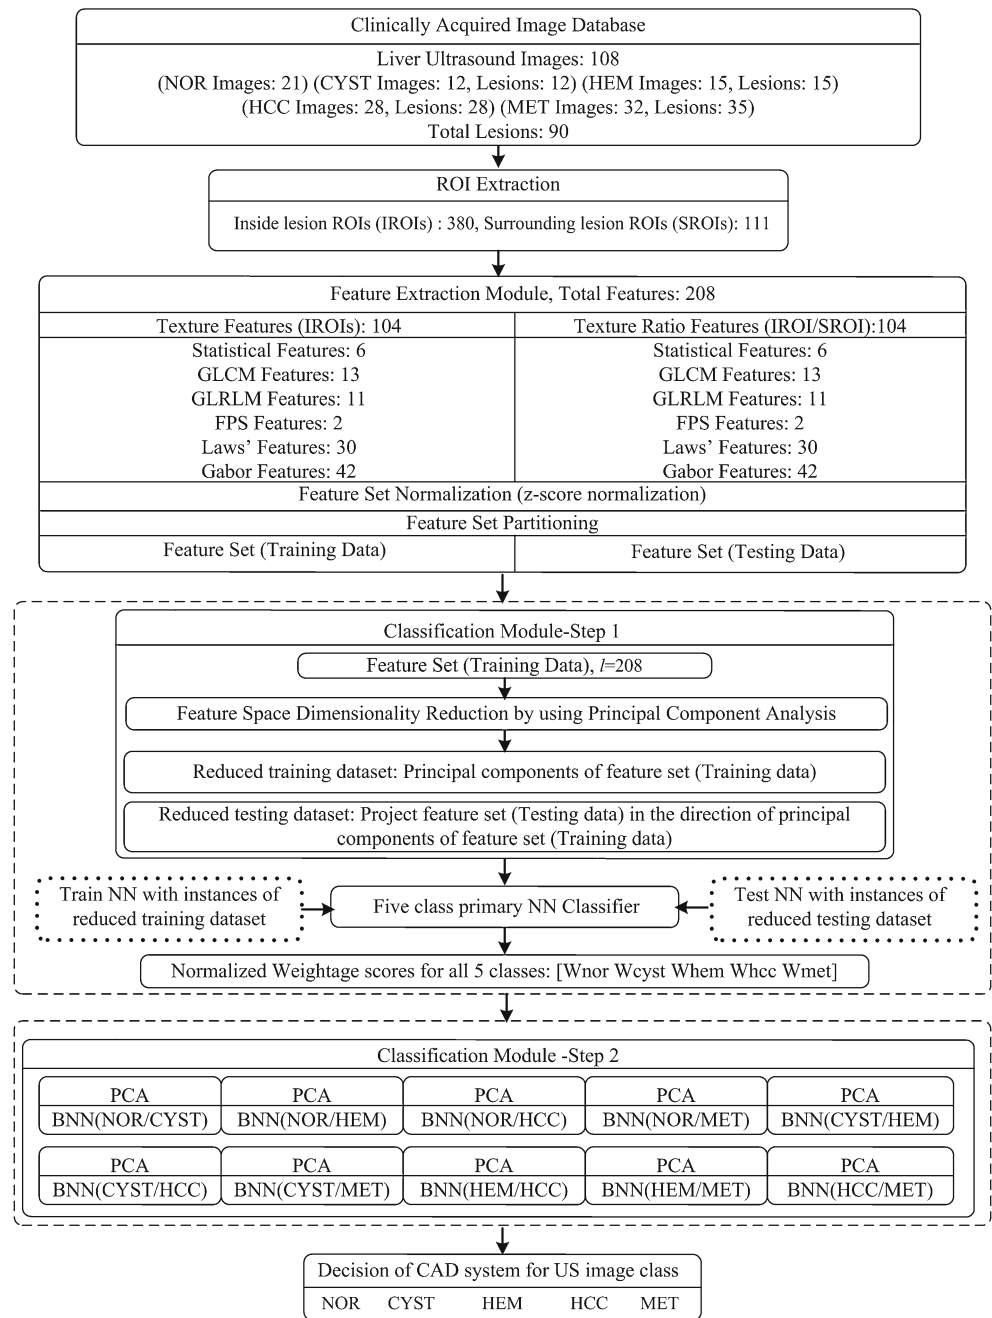 Clinically Acquired Image Database
Liver Ultrasound Images: 108
(NOR Images: 21) (CYST Images: 12, Lesions: 12) (HEM Images: 15, Lesions: 15)
(HCC Images: 28, Lesions: 28) (MET Images: 32, Lesions: 35)
Total Lesions: 90
ROI Extraction
Inside lesion ROIs (IROIs) : 380, Surrounding lesion ROIs (SROIs): 111
Feature Extraction Module, Total Features: 208
Texture Features (IROIs): 104
Statistical Features: 6
GLCM Features: 13
GLRLM Features: 11
FPS Features: 2
Laws’ Features: 30
Gabor Features: 42
Texture Ratio Features (IROI/SROI):104
Statistical Features: 6
GLCM Features: 13
GLRLM Features: 11
FPS Features: 2
Laws’ Features: 30
Gabor Features: 42
Feature Set Normalization (z-score normalization)
Feature Set Partitioning
Feature Set (Training Data)
Feature Set (Testing Data)
Classification Module-Step 1
Feature Set (Training Data), l=208
Feature Space Dimensionality Reduction by using Principal Component Analysis
Reduced training dataset: Principal components of feature set (Training data)
Reduced testing dataset: Project feature set (Testing data) in the direction of principal
components of feature set (Training data)
Train NN with instances of
reduced training dataset
Five class primary NN Classifier
Test NN with instances of
reduced testing dataset
Normalized Weightage scores for all 5 classes: [Wnor Wcyst Whem Whcc Wmet]
Classification Module -Step 2
PCA
BNN(NOR/CYST)
PCA
BNN(NOR/HEM)
PCA
BNN(NOR/HCC)
PCA
BNN(NOR/MET)
PCA
BNN(CYST/HEM)
PCA
BNN(CYST/HCC)
PCA
BNN(CYST/MET)
PCA
BNN(HEM/HCC)
PCA
BNN(HEM/MET)
PCA
BNN(HCC/MET)
Decision of CAD system for US image class
NOR CYST HEM HCC MET